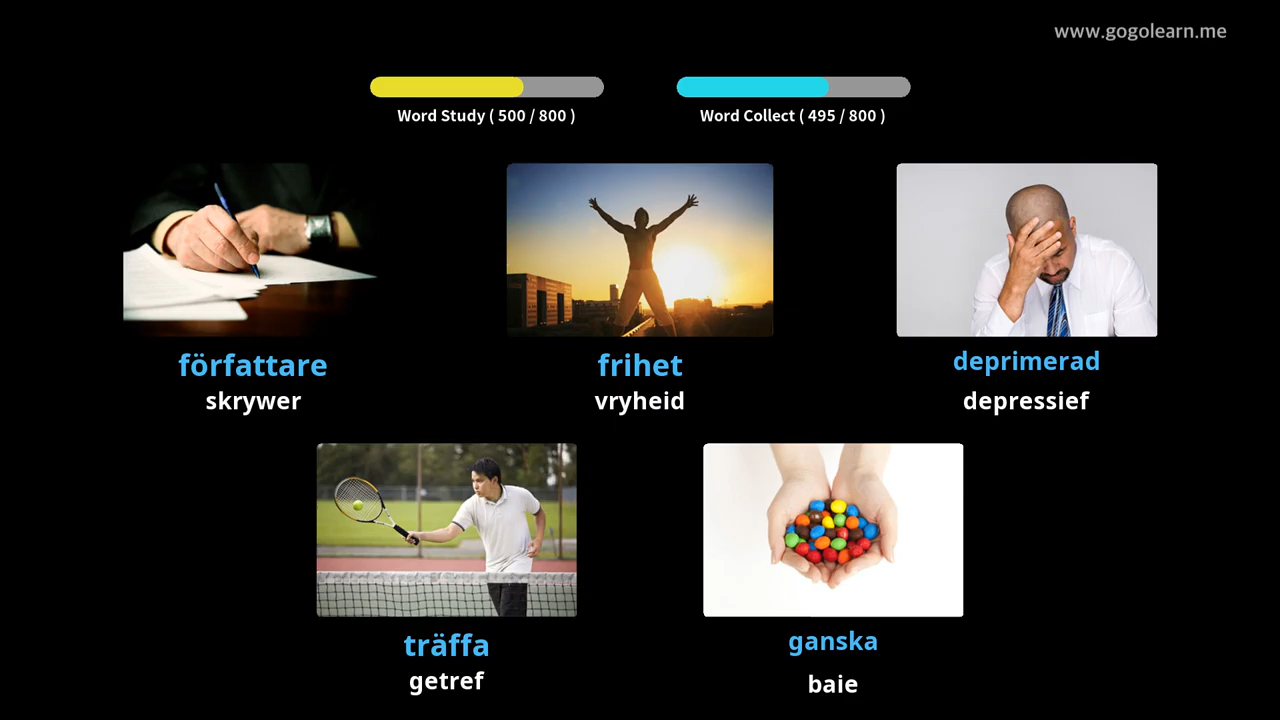 www.gogolearn.me
Word Study ( 500 / 800 )
Word Collect ( 495 / 800 )
författare
skrywer
frihet
vryheid
deprimerad
depressief
träffa
getref
ganska
baie